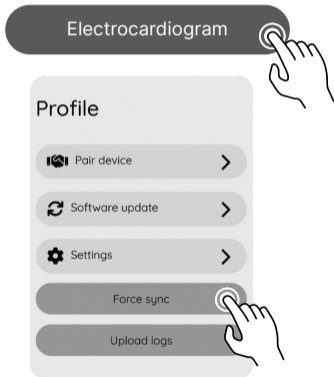 Electrocardiogram
Profile
Pair device
Software update
Settings
Force sync
Upload logs